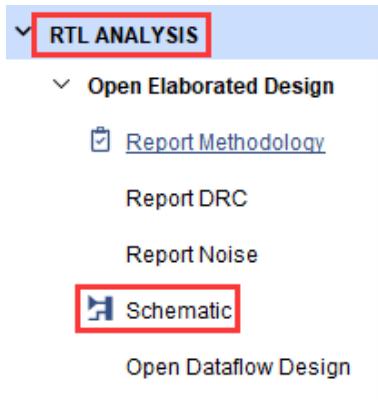 RTL ANALYSIS
Open Elaborated Design
Report Methodology
Report DRC
Report Noise
Schematic
Open Dataflow Design